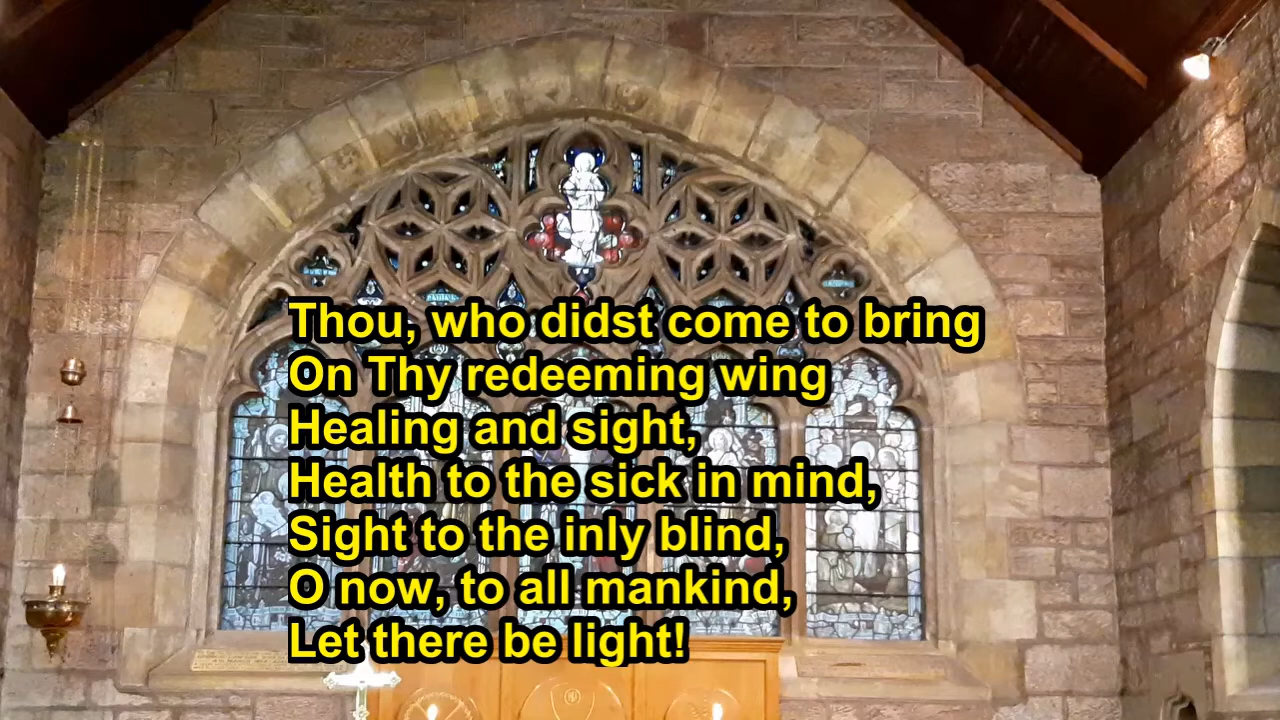 Thou, who didst come to bring
On Thy redeeming wing
Healing and sight,
Health to the sick in mind,
Sight to the inly blind,
O now, to all mankind,
Let there be light!